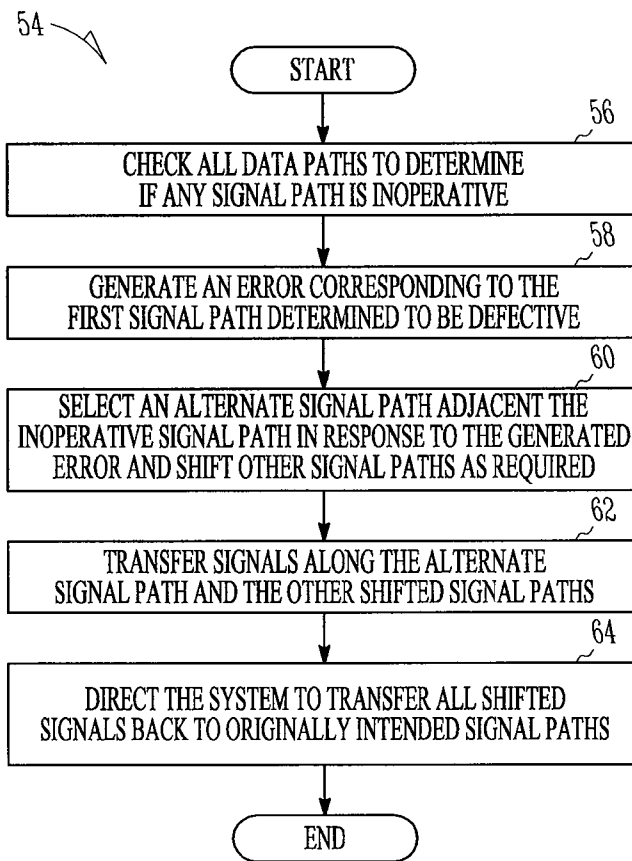 54
START
56
CHECK ALL DATA PATHS TO DETERMINE
IF ANY SIGNAL PATH IS INOPERATIVE
58
GENERATE AN ERROR CORRESPONDING TO THE
FIRST SIGNAL PATH DETERMINED TO BE DEFECTIVE
60
SELECT AN ALTERNATE SIGNAL PATH ADJACENT THE
INOPERATIVE SIGNAL PATH IN RESPONSE TO THE GENERATED
ERROR AND SHIFT OTHER SIGNAL PATHS AS REQUIRED
62
TRANSFER SIGNALS ALONG THE ALTERNATE
SIGNAL PATH AND THE OTHER SHIFTED SIGNAL PATHS
64
DIRECT THE SYSTEM TO TRANSFER ALL SHIFTED
SIGNALS BACK TO ORIGINALLY INTENDED SIGNAL PATHS
END